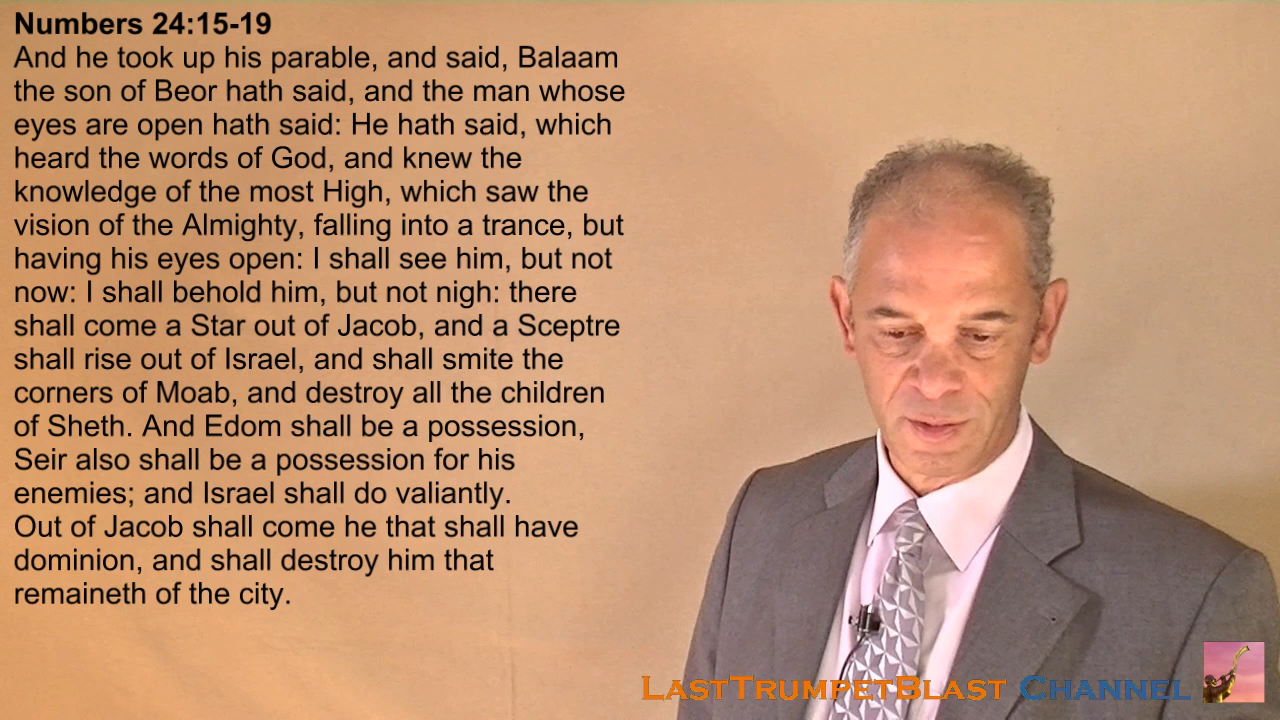 Numbers 24:15-19
And he took up his parable, and said, Balaam
the son of Beor hath said, and the man whose
eyes are open hath said: He hath said, which
heard the words of God, and knew the
knowledge of the most High, which saw the
vision of the Almighty, falling into a trance, but
having his eyes open: I shall see him, but not
now: I shall behold him, but not nigh: there
shall come a Star out of Jacob, and a Sceptre
shall rise out of Israel, and shall smite the
corners of Moab, and destroy all the children
of Sheth. And Edom shall be a possession,
Seir also shall be a possession for his
enemies; and Israel shall do valiantly.
Out of Jacob shall come he that shall have
dominion, and shall destroy him that
remaineth of the city.
LastTrumpetBlast Channel